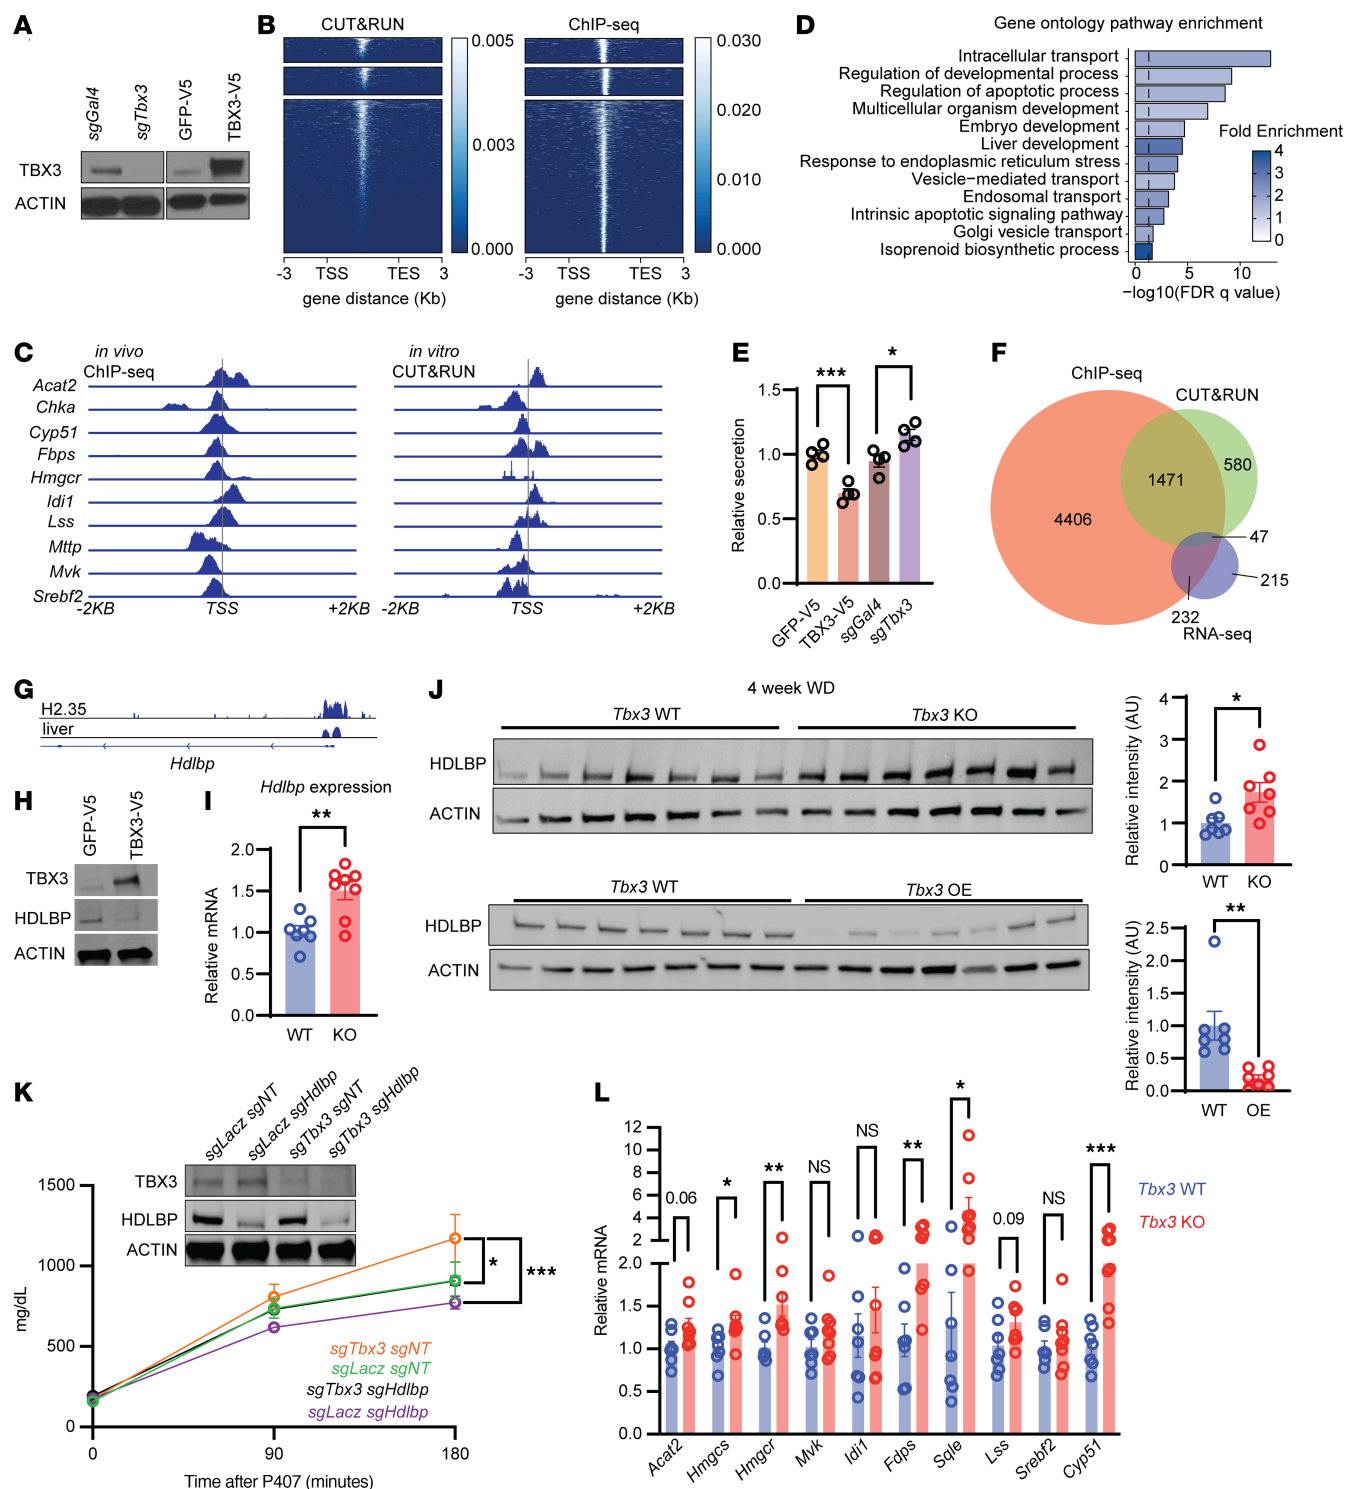 A
sgGal4
sgTbx3
GFP-V5
TBX3-V5
TBX3
ACTIN
B
CUT&RUN
0.005
0.003
0.000
-3 TSS TES 3
gene distance (Kb)
ChIP-seq
0.030
0.020
0.010
0.000
-3 TSS TES 3
gene distance (Kb)
D
Gene ontology pathway enrichment
Intracellular transport
Regulation of developmental process
Regulation of apoptotic process
Multicellular organism development
Embryo development
Liver development
Response to endoplasmic reticulum stress
Vesicle−mediated transport
Endosomal transport
Intrinsic apoptotic signaling pathway
Golgi vesicle transport
Isoprenoid biosynthetic process
0 5 10
−log10(FDR q value)
Fold Enrichment
4
3
2
1
0
C
in vivo
ChIP-seq
in vitro
CUT&RUN
Acat2
Chka
Cyp51
Fbps
Hmgcr
Idi1
Lss
Mttp
Mvk
Srebf2
-2KB TSS +2KB
-2KB TSS +2KB
E
Relative secretion
1.5
1.0
0.5
0.0
***
*
GFP-V5
TBX3-V5
sgGal4
sgTbx3
F
ChIP-seq
CUT&RUN
4406
1471
580
47
215
232
RNA-seq
G
H2.35
liver
Hdlbp
H
GFP-V5
TBX3-V5
TBX3
HDLBP
ACTIN
I
Hdlbp expression
**
Relative mRNA
2.0
1.5
1.0
0.5
0.0
WT KO
J
4 week WD
Tbx3 WT
Tbx3 KO
HDLBP
ACTIN
Tbx3 WT
Tbx3 OE
HDLBP
ACTIN
Relative intensity (AU)
4
3
2
1
0
*
WT KO
Relative intensity (AU)
2.5
2.0
1.5
1.0
0.5
0.0
**
WT OE
K
sgLacz sgNT
sgLacz sgHdlbp
sgTbx3 sgNT
sgTbx3 sgHdlbp
TBX3
HDLBP
ACTIN
mg/dL
1500
1000
500
0
*
***
sgTbx3 sgNT
sgLacz sgNT
sgTbx3 sgHdlbp
sgLacz sgHdlbp
0 90 180
Time after P407 (minutes)
L
Relative mRNA
12
10
8
6
4
2
2.0
1.5
1.0
0.5
0.0
0.06
*
**
NS
NS
**
*
0.09
NS
***
Tbx3 WT
Tbx3 KO
Acat2
Hmgcs
Hmgcr
Mvk
Idi1
Fdps
Sqle
Lss
Srebf2
Cyp51